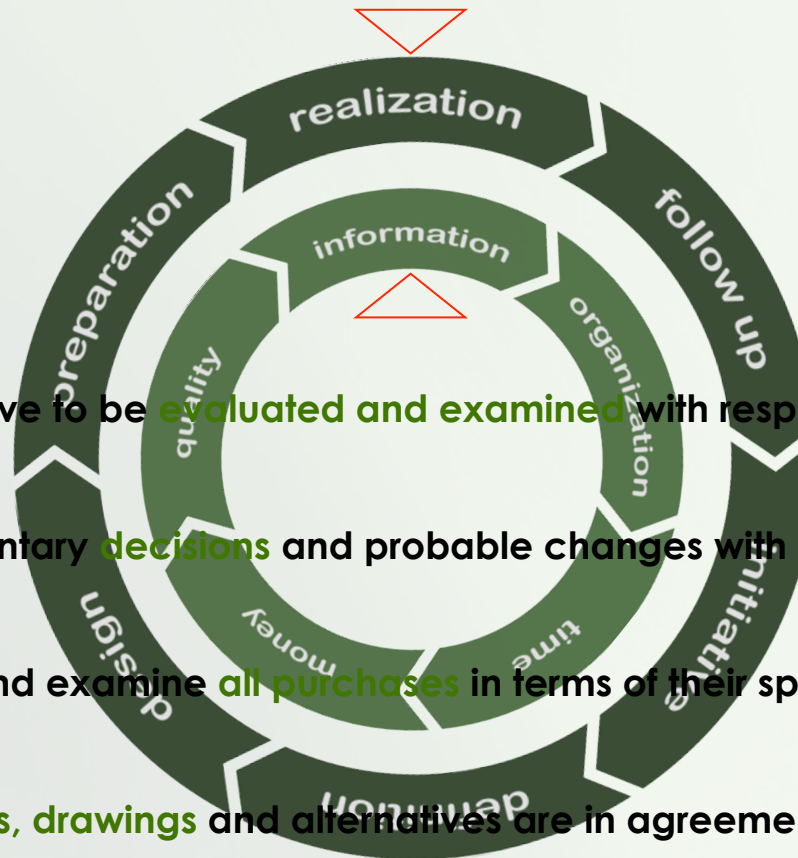 realization
follow up
initiative
definition
design
preparation
information
organization
time
money
quality
ve to be evaluated and examined with resp
ntary decisions and probable changes with
nd examine all purchases in terms of their sp
s, drawings and alternatives are in agreeme